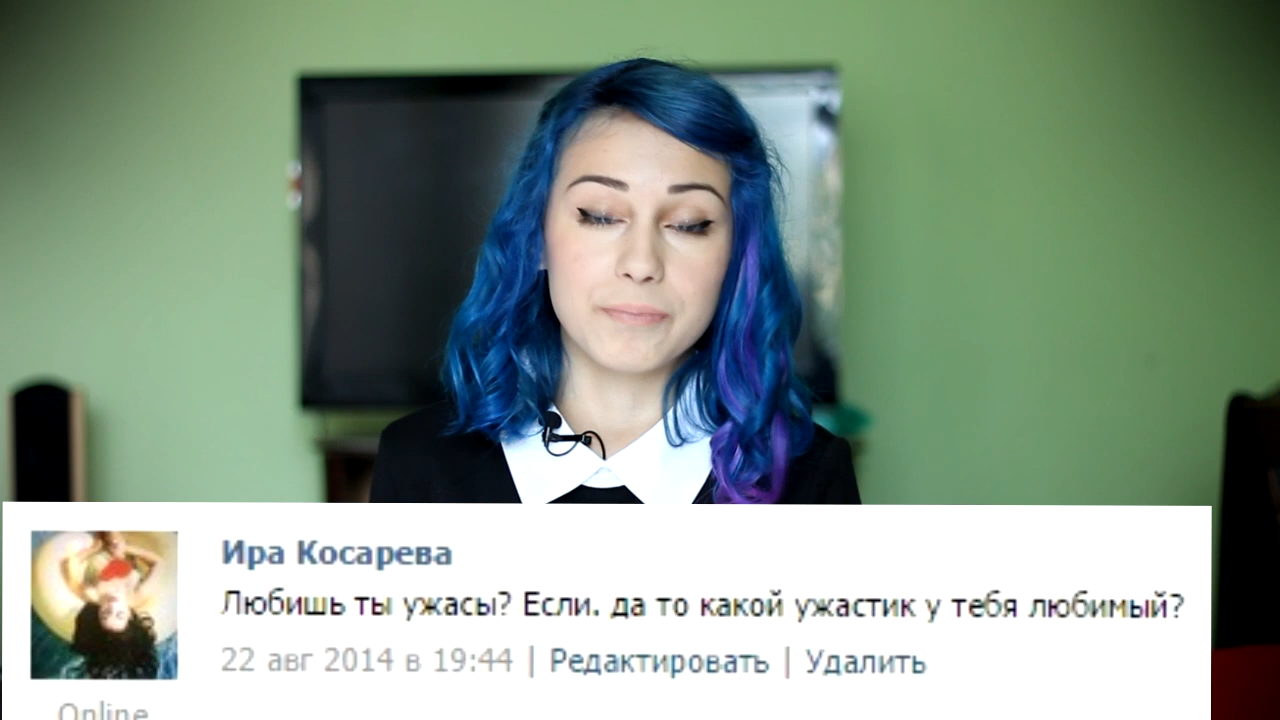 Ира Косарева
Любишь ты ужасы? Если. да то какой ужастик у тебя любимый?
22 авг 2014 в 19:44 | Редактировать | Удалить
Online